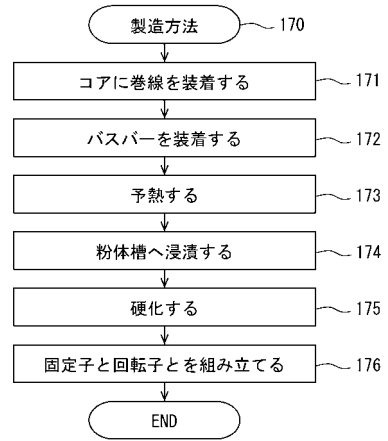 製造方法 170
コアに巻線を装着する 171
バスバーを装着する 172
予熱する 173
粉体槽へ浸漬する 174
硬化する 175
固定子と回転子とを組み立てる 176
END